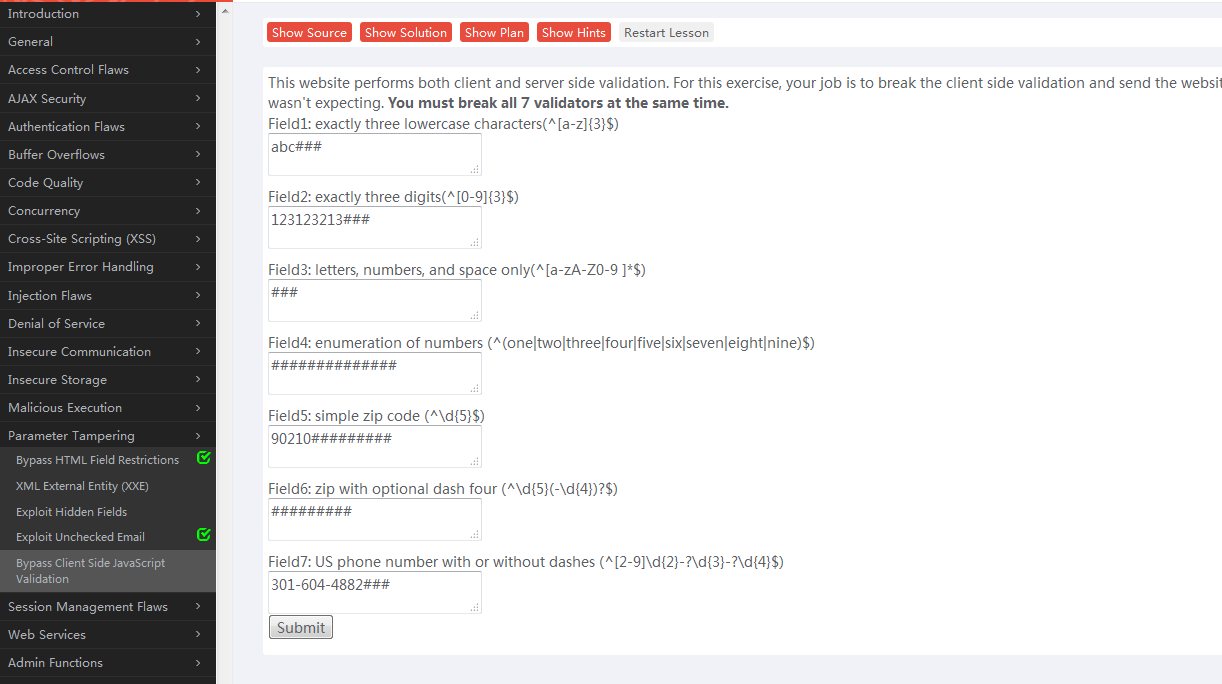 Introduction
General
Access Control Flaws
AJAX Security
Authentication Flaws
Buffer Overflows
Code Quality
Concurrency
Cross-Site Scripting (XSS)
Improper Error Handling
Injection Flaws
Denial of Service
Insecure Communication
Insecure Storage
Malicious Execution
Parameter Tampering
Bypass HTML Field Restrictions
XML External Entity (XXE)
Exploit Hidden Fields
Exploit Unchecked Email
Bypass Client Side JavaScript
Validation
Session Management Flaws
Web Services
Admin Functions
Show Source Show Solution Show Plan Show Hints Restart Lesson
This website performs both client and server side validation. For this exercise, your job is to break the client side validation and send the websit
wasn't expecting. You must break all 7 validators at the same time.
Field1: exactly three lowercase characters(^[a-z]{3}$)
abc###
Field2: exactly three digits(^[0-9]{3}$)
123123213###
Field3: letters, numbers, and space only(^[a-zA-Z0-9 ]*$)
###
Field4: enumeration of numbers (^(one|two|three|four|five|six|seven|eight|nine)$)
##############
Field5: simple zip code (^\d{5}$)
90210#########
Field6: zip with optional dash four (^\d{5}(-\d{4})?$)
#########
Field7: US phone number with or without dashes (^[2-9]\d{2}-?\d{3}-?\d{4}$)
301-604-4882###
Submit